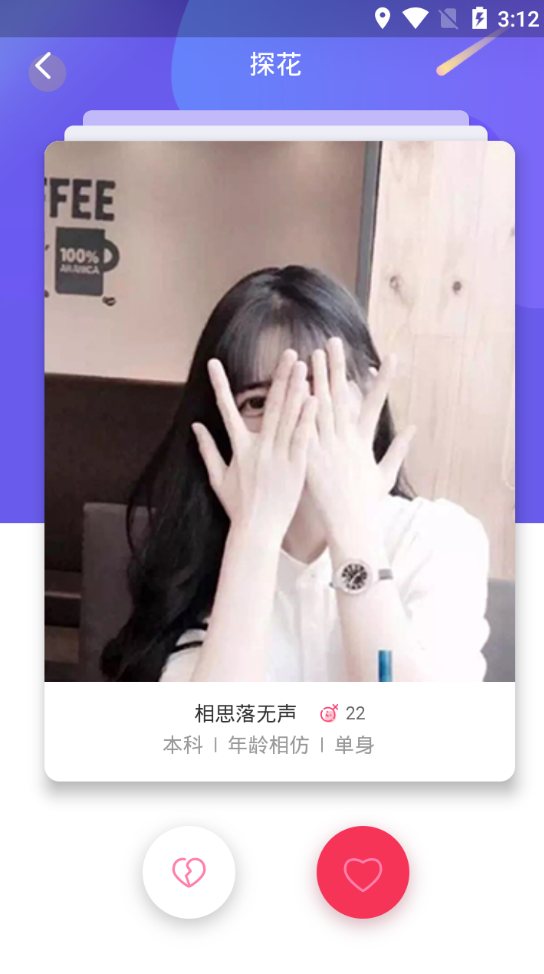 3:12
探花
FFEE
100%
ARABICA
相思落无声 22
本科 | 年龄相仿 | 单身